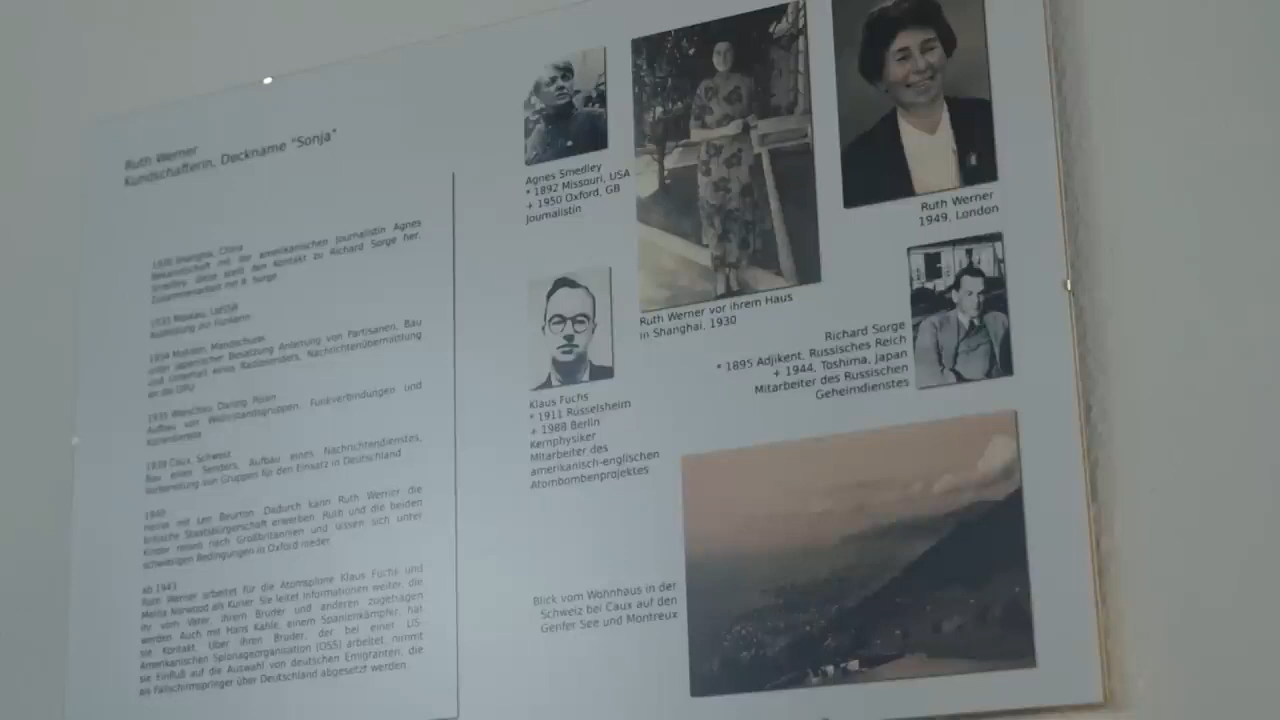 Ruth Werner
Kundschafterin, Deckname "Sonja"
1930 Shanghai, China
Bekanntschaft mit der amerikanischen Journalistin Agnes
Smedley. Diese stellt den Kontakt zu Richard Sorge her.
Zusammenarbeit mit R. Sorge
1933 Moskau, UdSSR
Ausbildung zur Funkerin
1934 Mukden, Mandschurei
unter japanischer Besatzung Anleitung von Partisanen, Bau
und Unterhalt eines Radiosenders, Nachrichtenübermittlung
an die GRU
1935 Warschau, Danzig, Polen
Aufbau von Widerstandsgruppen, Funkverbindungen und
Kurierdienste
1938 Caux, Schweiz
Bau eines Senders, Aufbau eines Nachrichtendienstes,
Vorbereitung von Gruppen für den Einsatz in Deutschland
1940
Heirat mit Len Beurton. Dadurch kann Ruth Werner die
britische Staatsbürgerschaft erwerben. Ruth und die beiden
Kinder reisen nach Großbritannien und lassen sich unter
schwierigen Bedingungen in Oxford nieder.
ab 1943
Ruth Werner arbeitet für die Atomspione Klaus Fuchs und
Melita Norwood als Kurier. Sie leitet Informationen weiter, die
ihr vom Vater, ihrem Bruder und anderen zugetragen
werden. Auch mit Hans Kahle, einem Spanienkämpfer, hat
sie Kontakt. Über ihren Bruder, der bei einer US-
Amerikanischen Spionageorganisation (OSS) arbeitet, nimmt
sie Einfluß auf die Auswahl von deutschen Emigranten, die
als Fallschirmspringer über Deutschland abgesetzt werden.
Agnes Smedley
* 1892 Missouri, USA
+ 1950 Oxford, GB
Journalistin
Klaus Fuchs
* 1911 Rüsselsheim
+ 1988 Berlin
Kernphysiker
Mitarbeiter des
amerikanisch-englischen
Atombombenprojektes
Ruth Werner vor ihrem Haus
in Shanghai, 1930
Ruth Werner
1949, London
Richard Sorge
* 1895 Adjikent, Russisches Reich
+ 1944, Toshima, Japan
Mitarbeiter des Russischen
Geheimdienstes
Blick vom Wohnhaus in der
Schweiz bei Caux auf den
Genfer See und Montreux